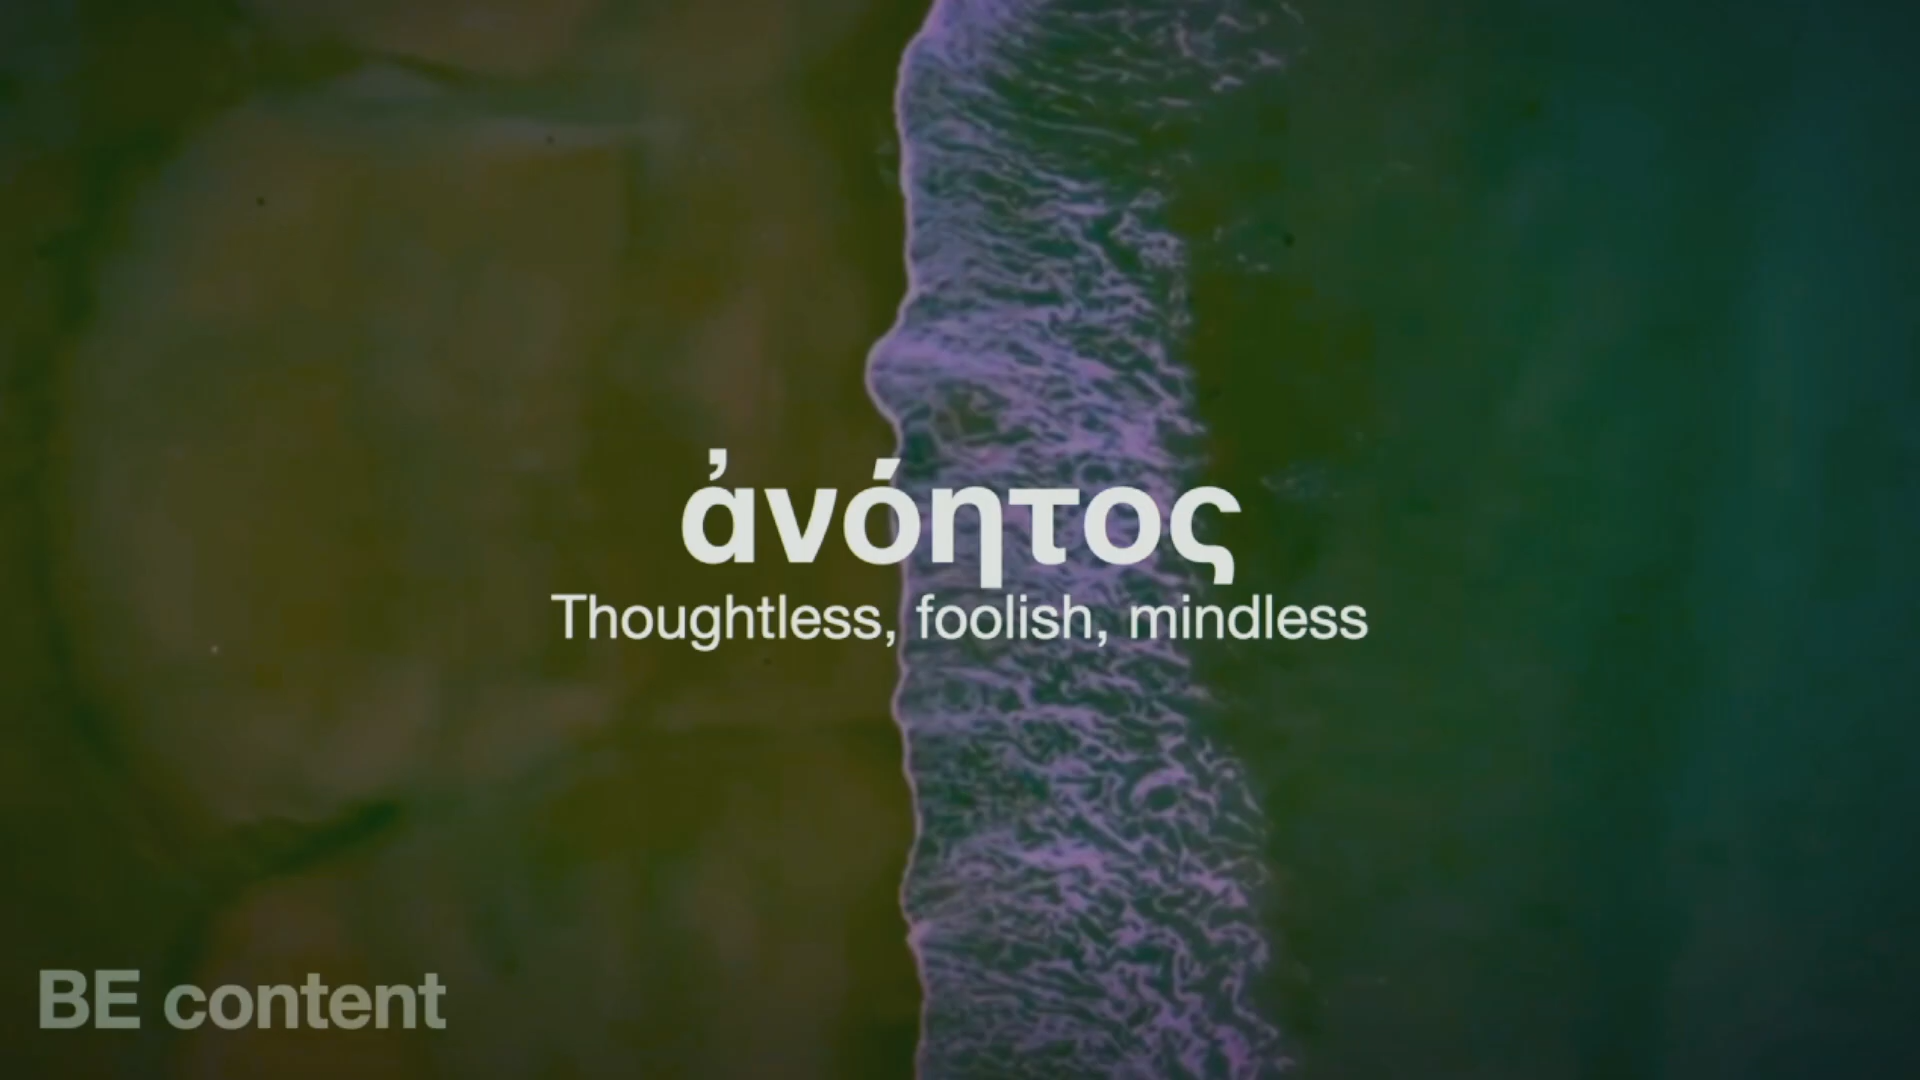 ἀνόητος
Thoughtless, foolish, mindless
BE content